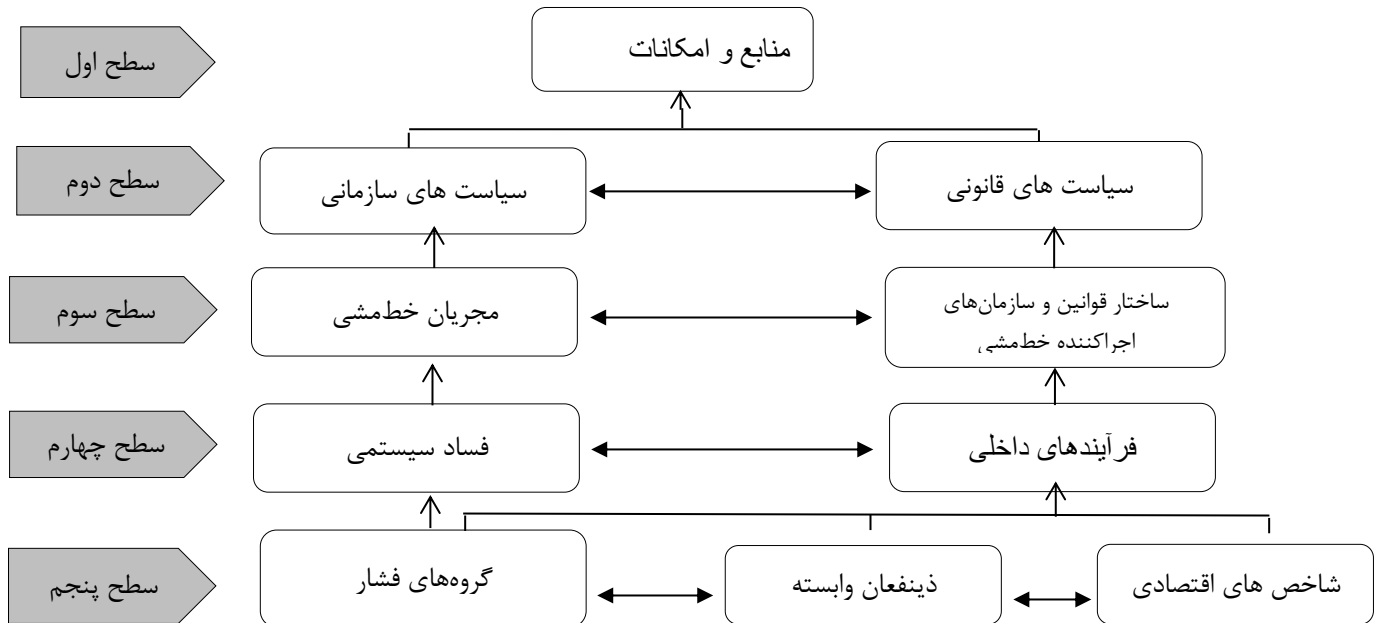 سطح اول
منابع و امکانات
سطح دوم
سیاست های قانونی
سیاست های سازمانی
سطح سوم
ساختار قوانین و سازمان‌های
اجراکننده خط‌مشی
مجریان خط‌مشی
سطح چهارم
فرآیندهای داخلی
فساد سیستمی
سطح پنجم
شاخص های اقتصادی
ذینفعان وابسته
گروه‌های فشار